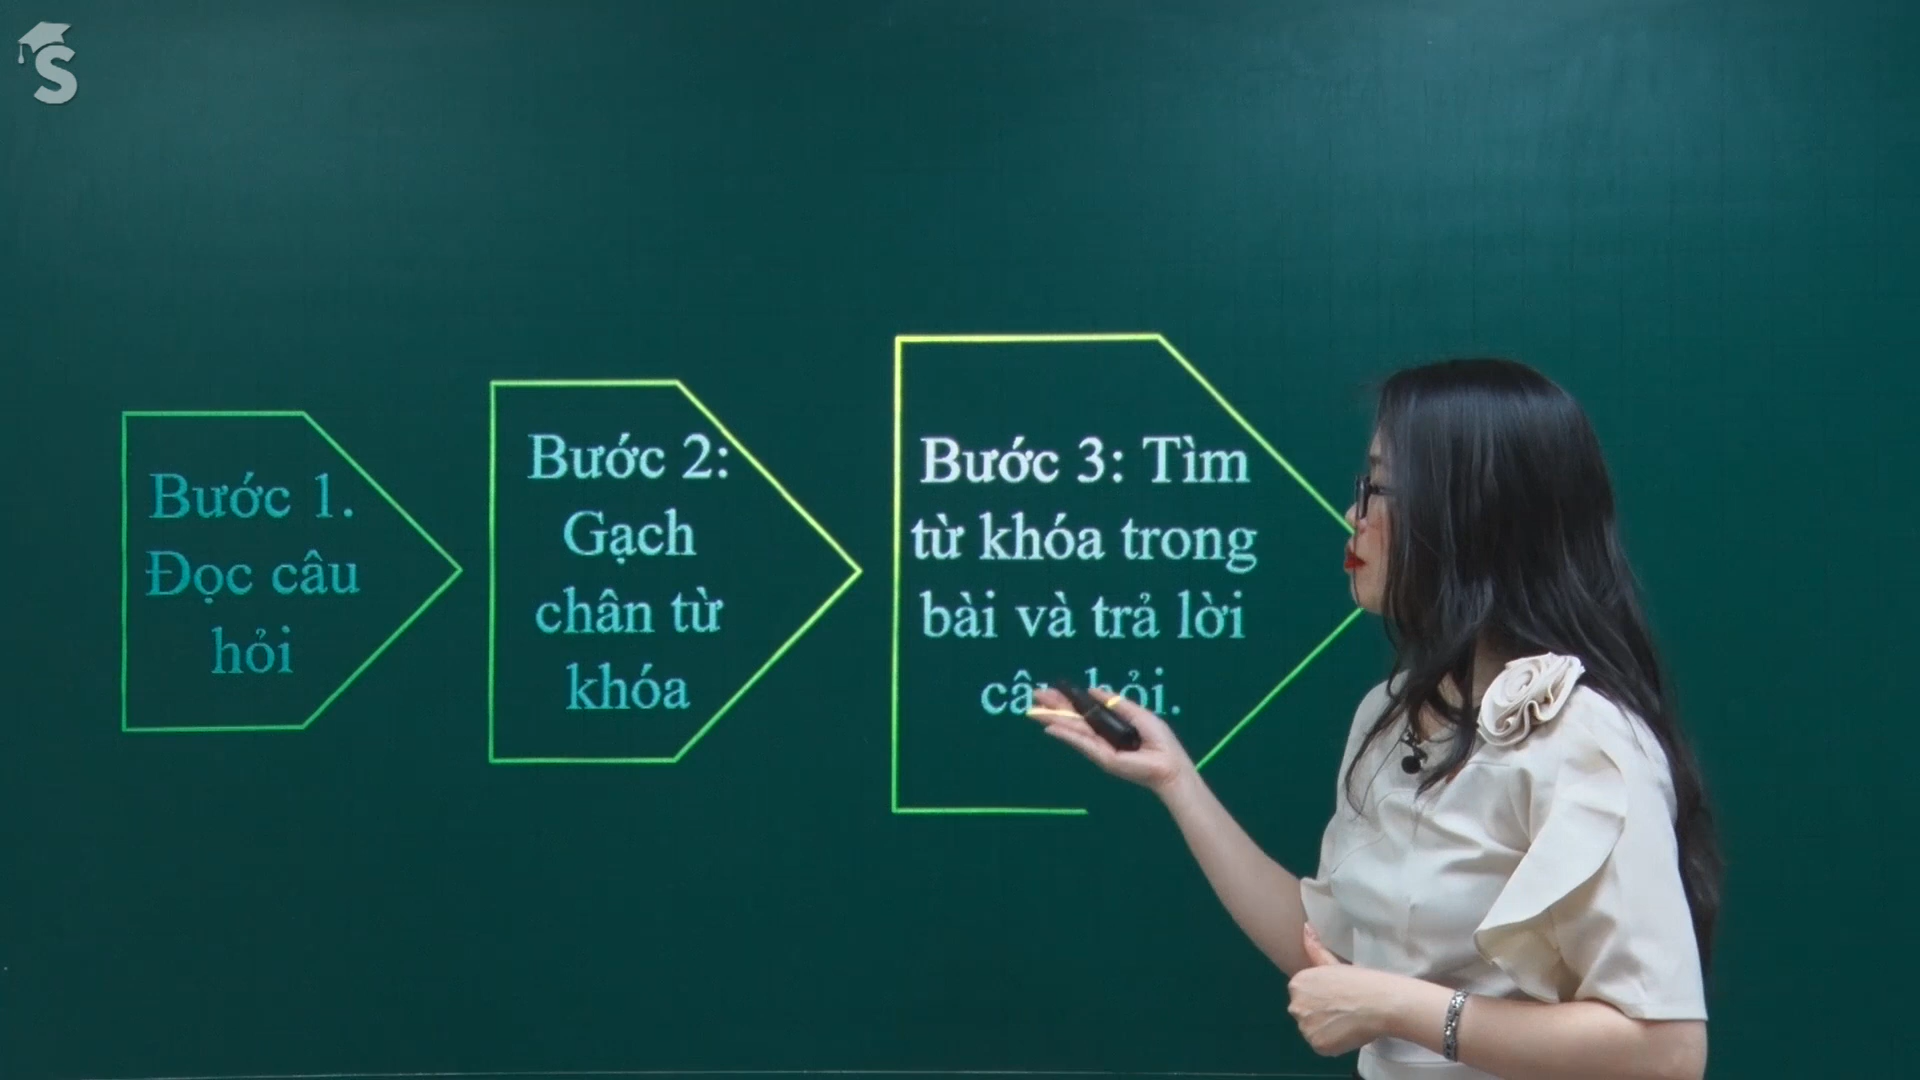 S
Bước 1.
Đọc câu
hỏi
Bước 2:
Gạch
chân từ
khóa
Bước 3: Tìm
từ khóa trong
bài và trả lời
câu hỏi.